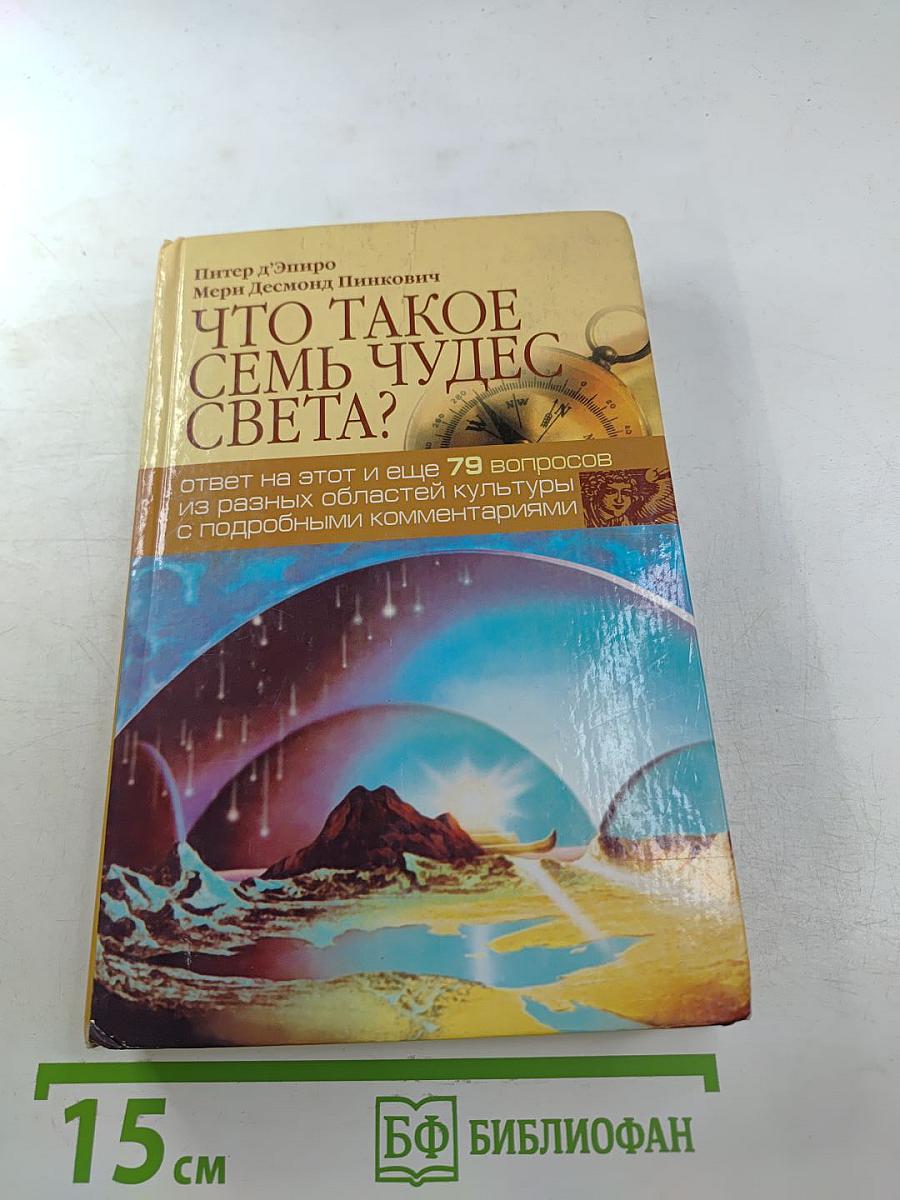 Питер д'Эпиро
Мери Десмонд Пинкович
ЧТО ТАКОЕ
СЕМЬ ЧУДЕС
СВЕТА?
ответ на этот и еще 79 вопросов
из разных областей культуры
с подробными комментариями
15 см
БФ БИБЛИОФАН